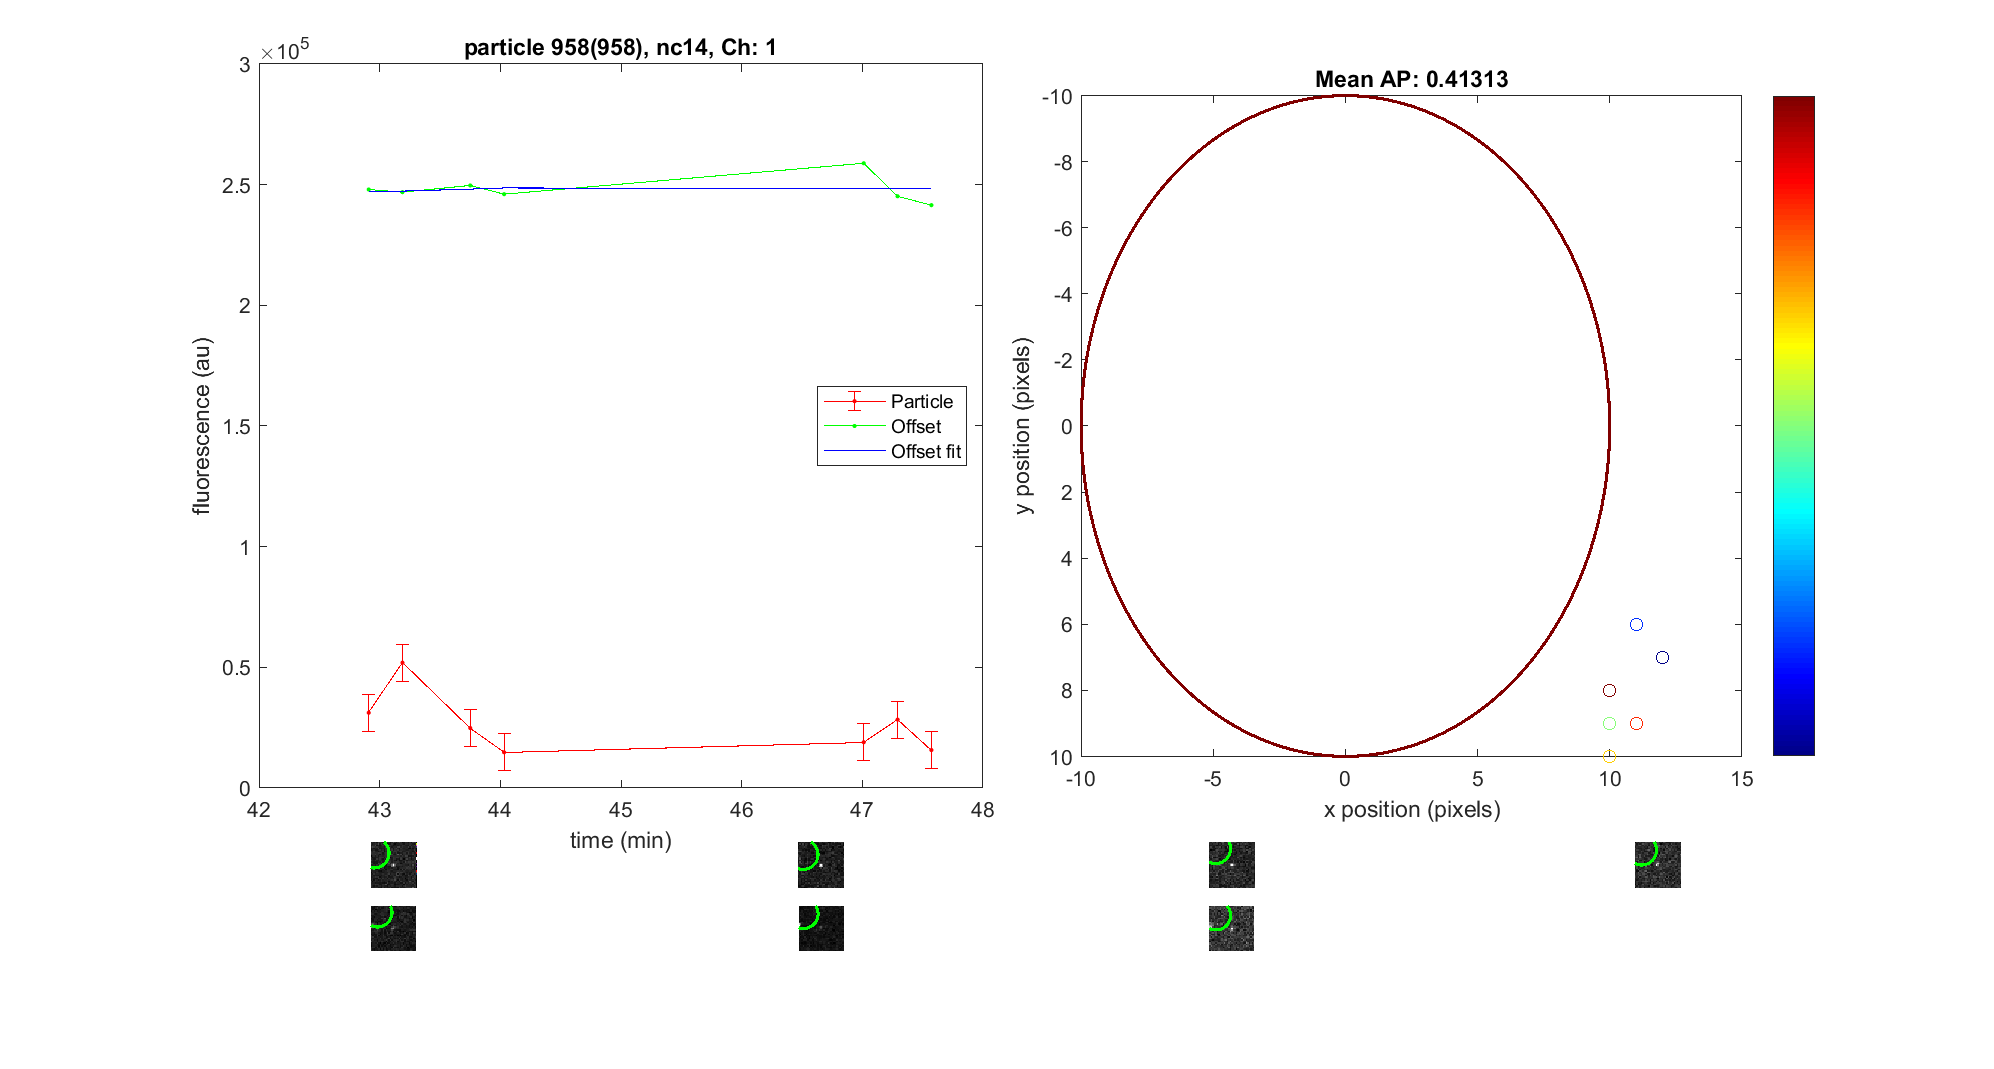 particle 958(958), nc14, Ch: 1
×10^5
3
2.5
2
1.5
1
0.5
0
42 43 44 45 46 47 48
fluorescence (au)
time (min)
Particle
Offset
Offset fit
Mean AP: 0.41313
-10
-8
-6
-4
-2
0
2
4
6
8
10
-10 -5 0 5 10 15
y position (pixels)
x position (pixels)